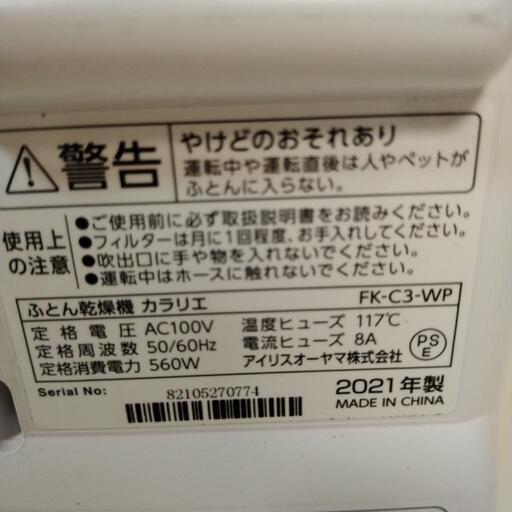 警告
やけどのおそれあり
運転中や運転直後は人やペットが
ふとんに入らない。
使用上
の注意
●ご使用前に必ず取扱説明書をお読みください。
●フィルターは月に1回程度、お手入れしてください。
●吹出口に手や物を入れないでください。
●運転中はホースに触れないでください。
ふとん乾燥機 カラリエ FK-C3-WP
定格電圧 AC100V 温度ヒューズ 117℃
定格周波数 50/60Hz 電流ヒューズ 8A
定格消費電力 560W アイリスオーヤマ株式会社
PS
E
Serial No: 82105270774
2021年製
MADE IN CHINA